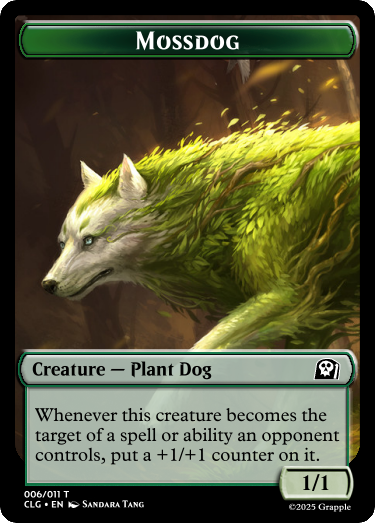 Mossdog
Creature — Plant Dog
Whenever this creature becomes the
target of a spell or ability an opponent
controls, put a +1/+1 counter on it.
1/1
006/011 T
CLG • EN Sandara Tang
©2025 Grapple